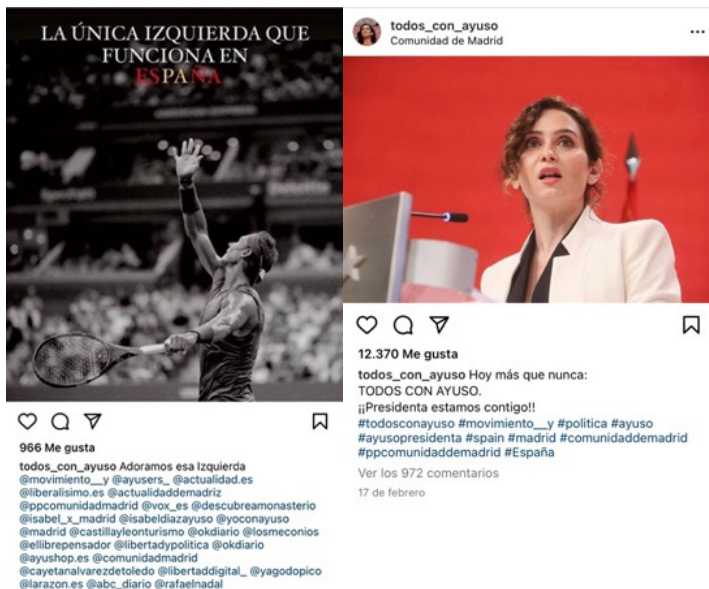 LA ÚNICA IZQUIERDA QUE
FUNCIONA EN
ESPAÑA
966 Me gusta
todos_con_ayuso Adoramos esa Izquierda
@movimiento__y @ayusers_ @actualidad.es
@liberalisimo.es @actualidaddemadriz
@ppcomunidadmadrid @vox_es @descubreamonasterio
@isabel_x_madrid @isabeldiazayuso @yoconayuso
@madrid @castillayleonturismo @okdiario @losmeconios
@ellibrepensador @libertadypolitica @okdiario
@ayushop.es @comunidadmadrid
@cayetanalvarezdetoledo @libertaddigital_ @yagodopico
@larazon.es @abc_diario @rafaelnadal
todos_con_ayuso
Comunidad de Madrid
12.370 Me gusta
todos_con_ayuso Hoy más que nunca:
TODOS CON AYUSO.
¡¡Presidenta estamos contigo!!
#todosconayuso #movimiento__y #politica #ayuso
#ayusopresidenta #spain #madrid #comunidaddemadrid
#ppcomunidaddemadrid #España
Ver los 972 comentarios
17 de febrero